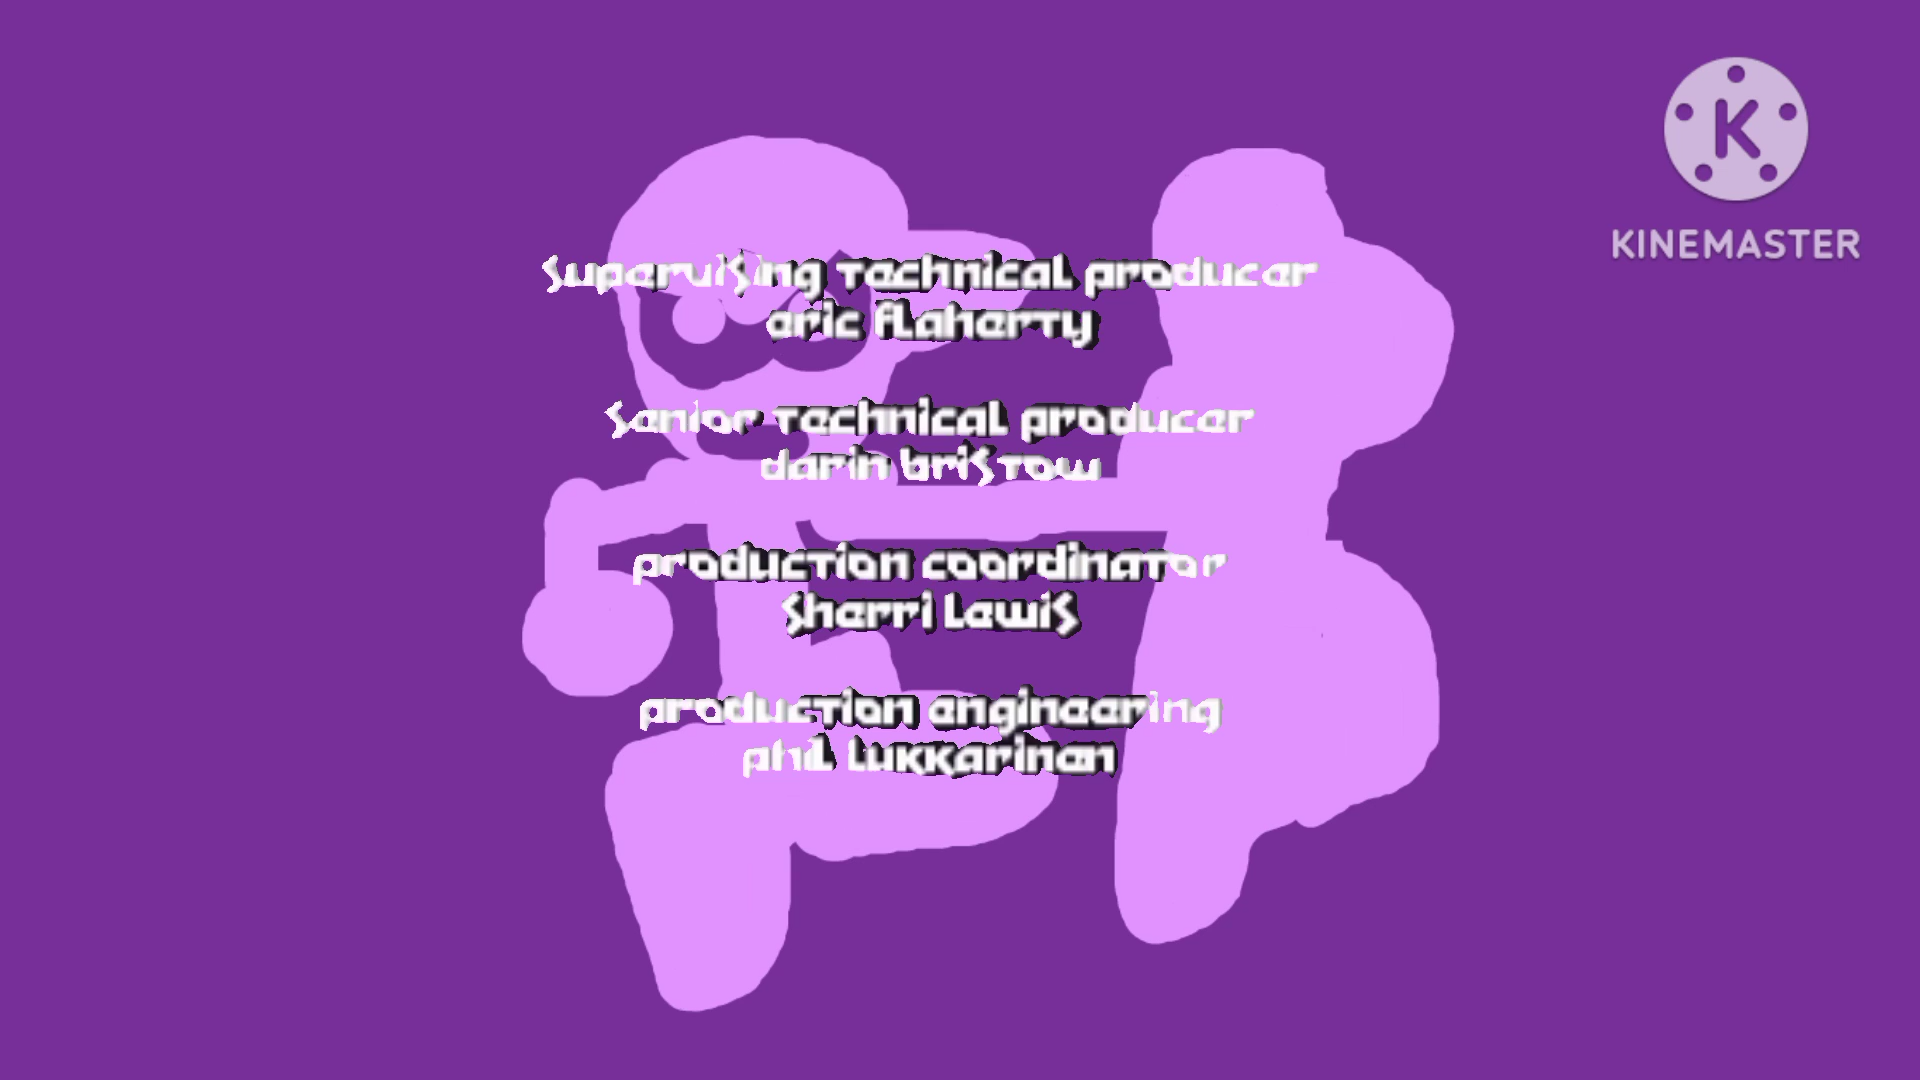 Supervising technical producer
eric flaherty
Senior technical producer
darin bristow
production coordinator
Sherri Lewis
production engineering
phil Lukkarinen
K
KINEMASTER